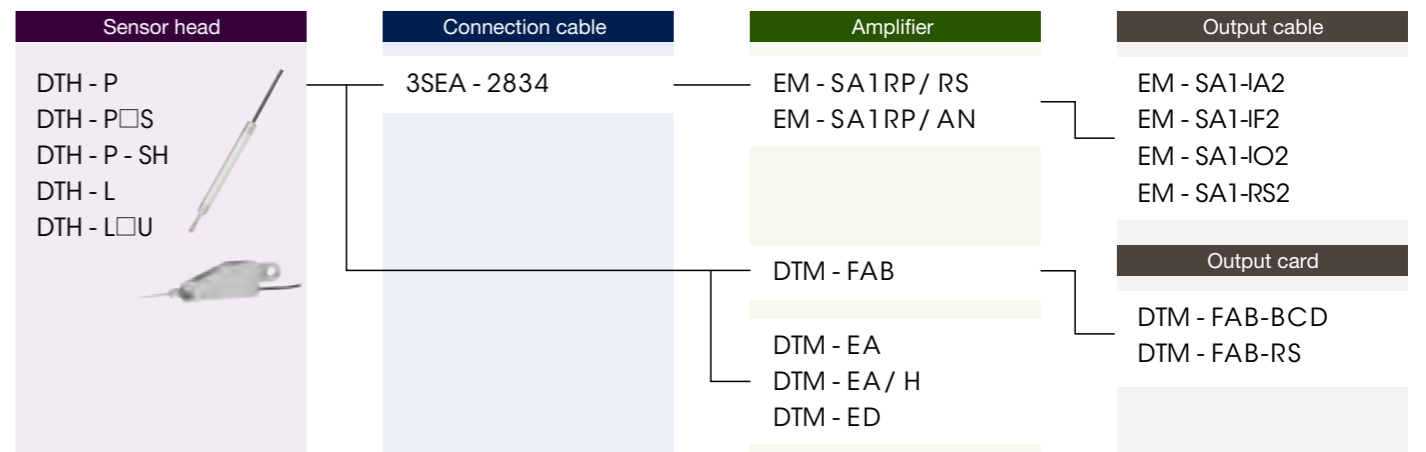 Sensor head
DTH - P
DTH - P□S
DTH - P - SH
DTH - L
DTH - L□U
Connection cable
3SEA - 2834
Amplifier
EM - SA1RP/ RS
EM - SA1RP/ AN
DTM - FAB
DTM - EA
DTM - EA/ H
DTM - ED
Output cable
EM - SA1-IA2
EM - SA1-IF2
EM - SA1-IO2
EM - SA1-RS2
Output card
DTM - FAB-BCD
DTM - FAB-RS